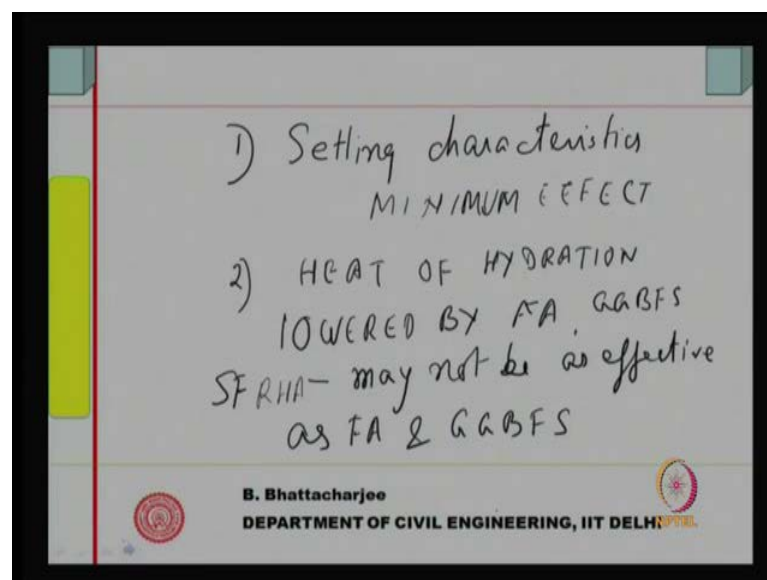 1) Setting characteristics
MINIMUM EFFECT
2) HEAT OF HYDRATION
LOWERED BY FA, GGBFS
SF RHA - may not be as effective
as FA & GGBFS
B. Bhattacharjee
DEPARTMENT OF CIVIL ENGINEERING, IIT DELHI
NPTEL